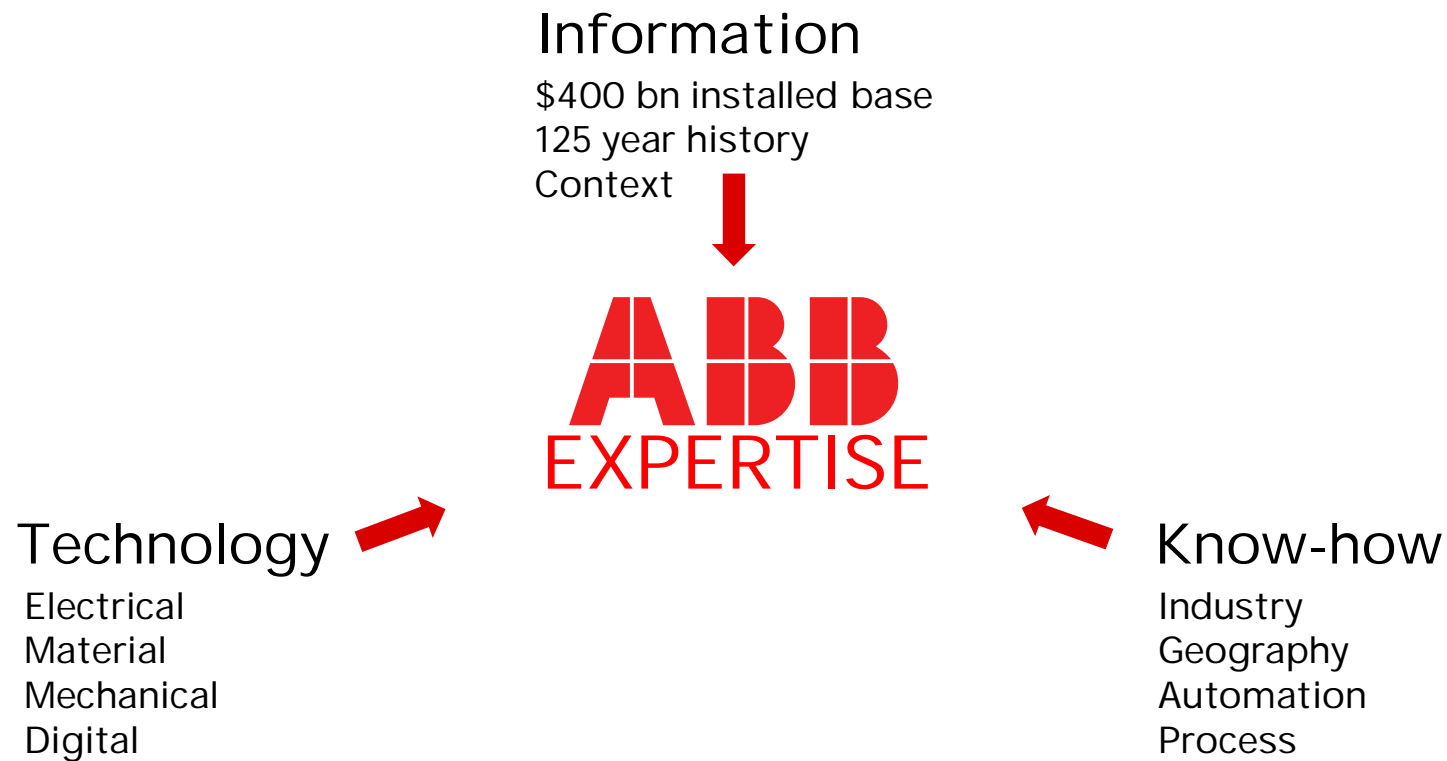 Information
$400 bn installed base
125 year history
Context
ABB
EXPERTISE
Technology
Electrical
Material
Mechanical
Digital
Know-how
Industry
Geography
Automation
Process